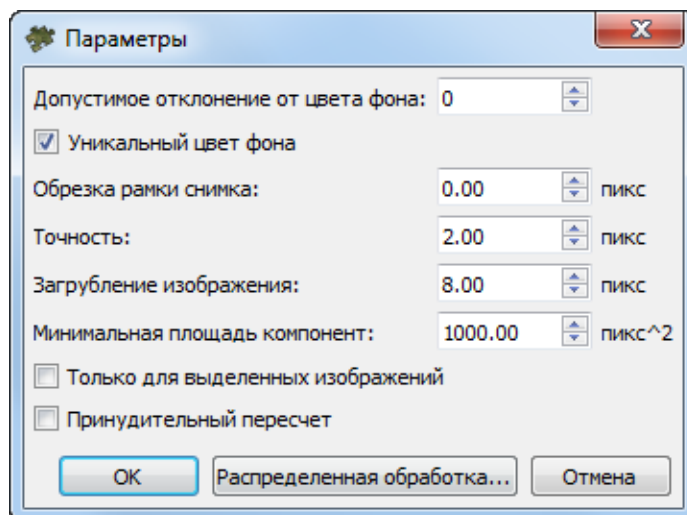 Параметры
Допустимое отклонение от цвета фона: 0
Уникальный цвет фона
Обрезка рамки снимка: 0.00 пикс
Точность: 2.00 пикс
Загрубление изображения: 8.00 пикс
Минимальная площадь компонент: 1000.00 пикс^2
Только для выделенных изображений
Принудительный пересчет
ОК Распределенная обработка... Отмена